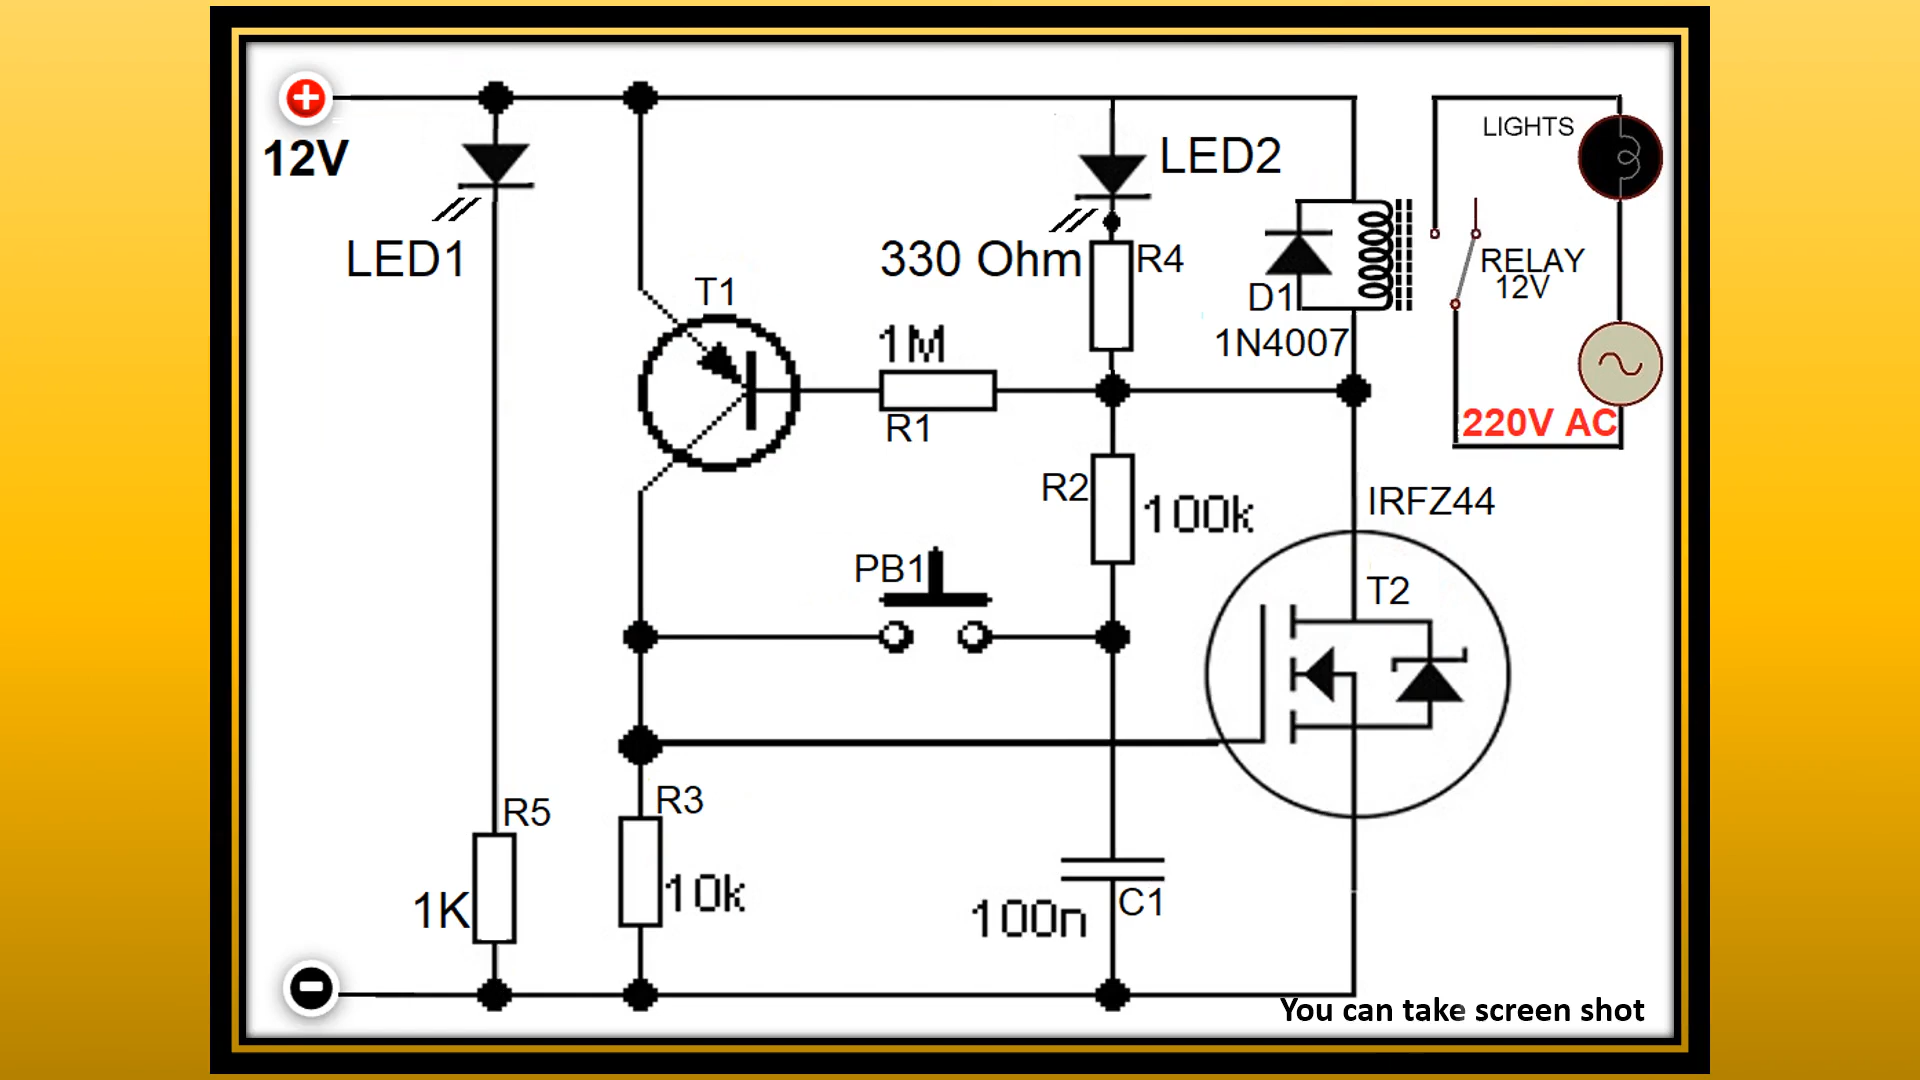 12V
LED1
LED2
LIGHTS
330 Ohm
R4
RELAY
12V
T1
D1
1N4007
1M
R1
220V AC
R2
100k
IRFZ44
PB1
T2
R5
R3
1K
10k
100n
C1
You can take screen shot